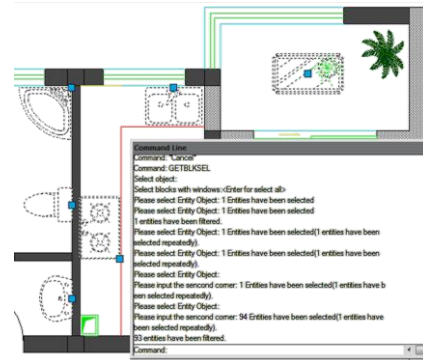 Command Line
Command: *Cancel*
Command: GETBLKSEL
Select object:
Select blocks with windows:<Enter for select all>
Please select Entity Object: 1 Entities have been selected
Please select Entity Object: 1 Entities have been selected
1 entities have been filtered.
Please select Entity Object: 1 Entities have been selected(1 entities have been
selected repeatedly).
Please select Entity Object: 1 Entities have been selected(1 entities have been
selected repeatedly).
Please select Entity Object:
Please input the sencond corner: 1 Entities have been selected(1 entities have b
een selected repeatedly).
Please select Entity Object:
Please input the sencond corner: 94 Entities have been selected(1 entities have
been selected repeatedly).
93 entities have been filtered.
Command: